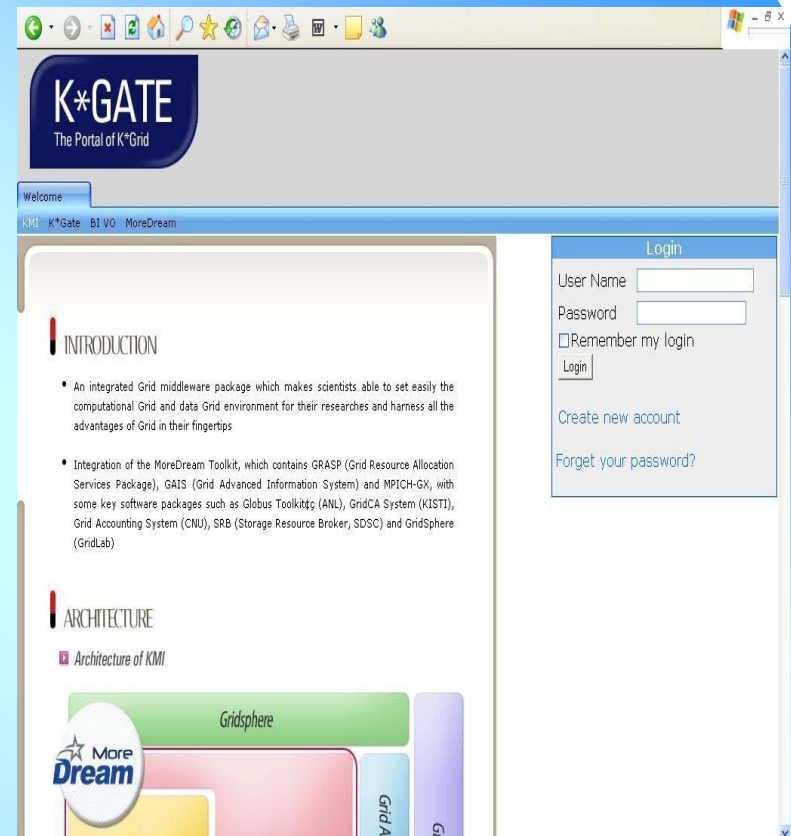 K*GATE
The Portal of K*Grid
Welcome
KMI K*Gate BI VO MoreDream
Login
User Name
Password
Remember my login
Login
Create new account
Forget your password?
INTRODUCTION
• An integrated Grid middleware package which makes scientists able to set easily the
computational Grid and data Grid environment for their researches and harness all the
advantages of Grid in their fingertips
• Integration of the MoreDream Toolkit, which contains GRASP (Grid Resource Allocation
Services Package), GAIS (Grid Advanced Information System) and MPICH-GX, with
some key software packages such as Globus Toolkit¢ç (ANL), GridCA System (KISTI),
Grid Accounting System (CNU), SRB (Storage Resource Broker, SDSC) and GridSphere
(GridLab)
ARCHITECTURE
Architecture of KMI
Gridsphere
More
Dream
Grid A